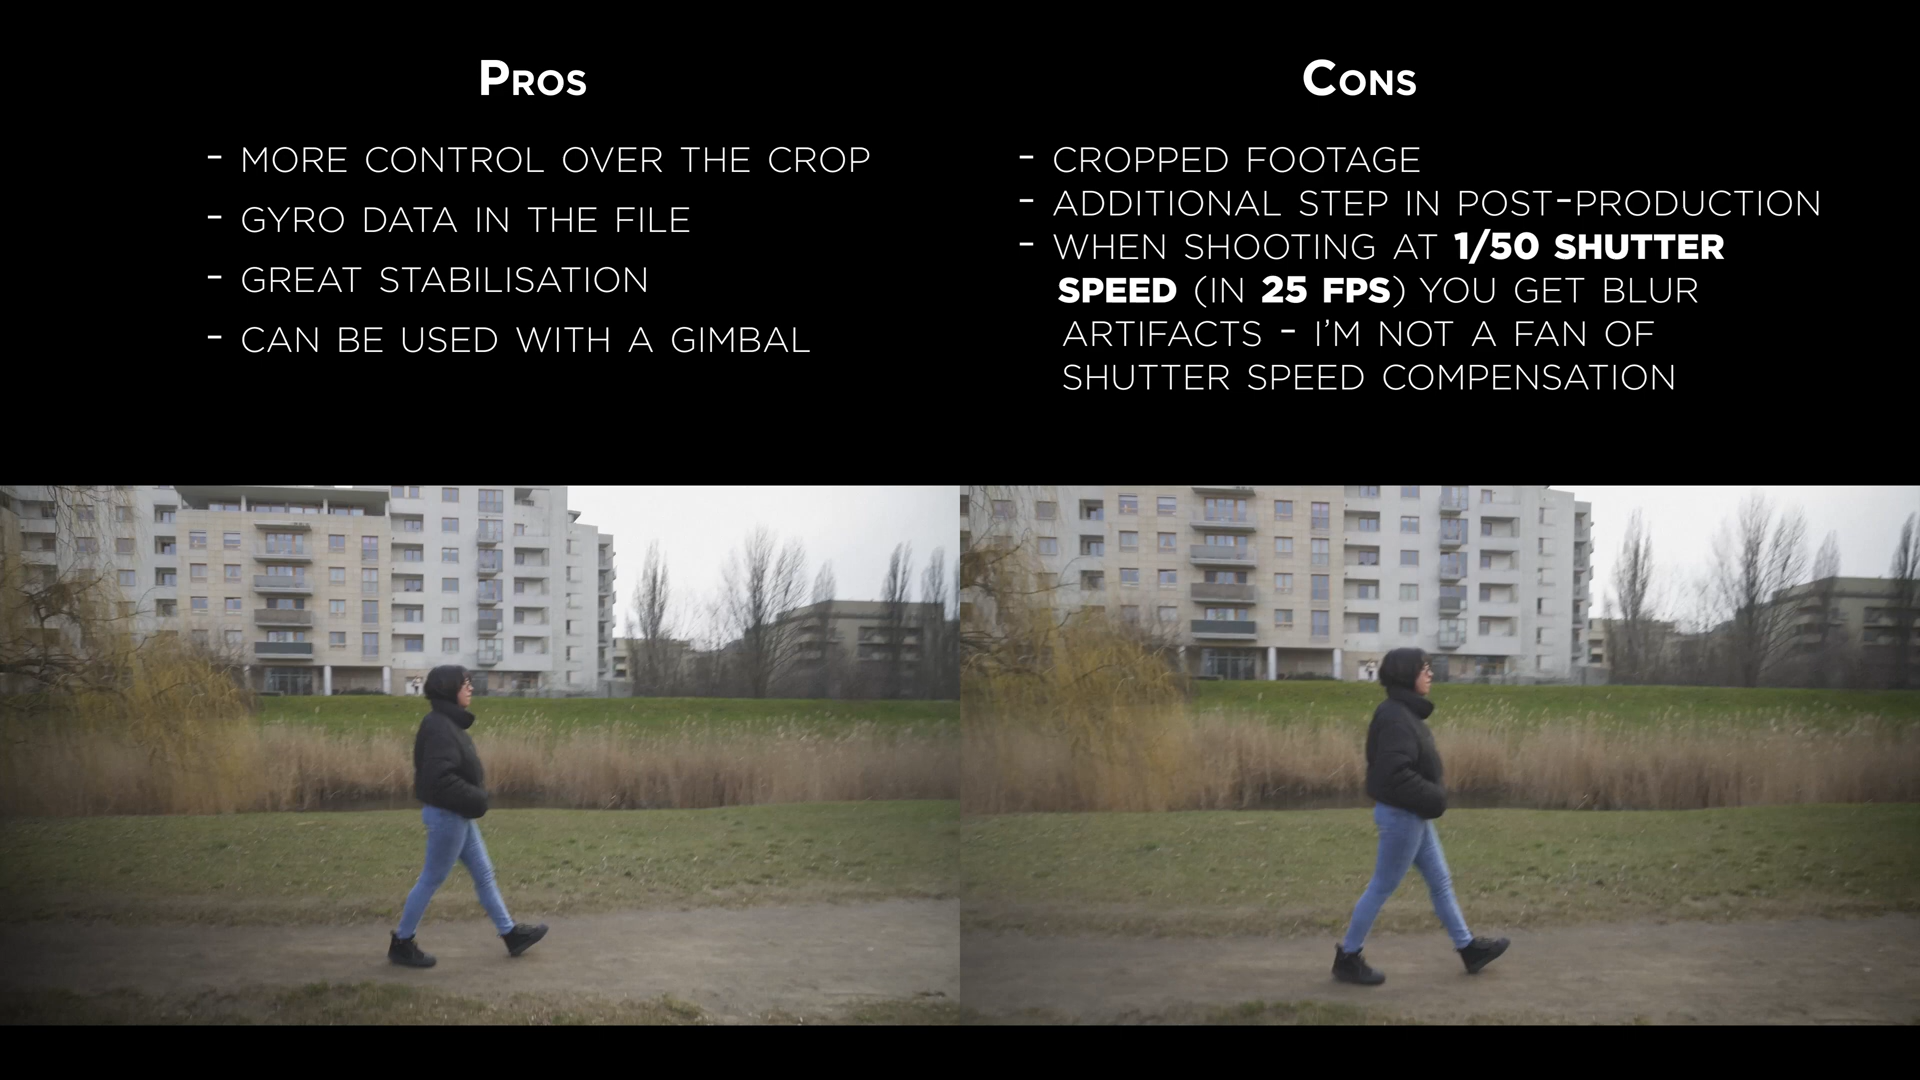 Pros
- MORE CONTROL OVER THE CROP
- GYRO DATA IN THE FILE
- GREAT STABILISATION
- CAN BE USED WITH A GIMBAL
Cons
- CROPPED FOOTAGE
- ADDITIONAL STEP IN POST-PRODUCTION
- WHEN SHOOTING AT 1/50 SHUTTER
SPEED (IN 25 FPS) YOU GET BLUR
ARTIFACTS - I'M NOT A FAN OF
SHUTTER SPEED COMPENSATION